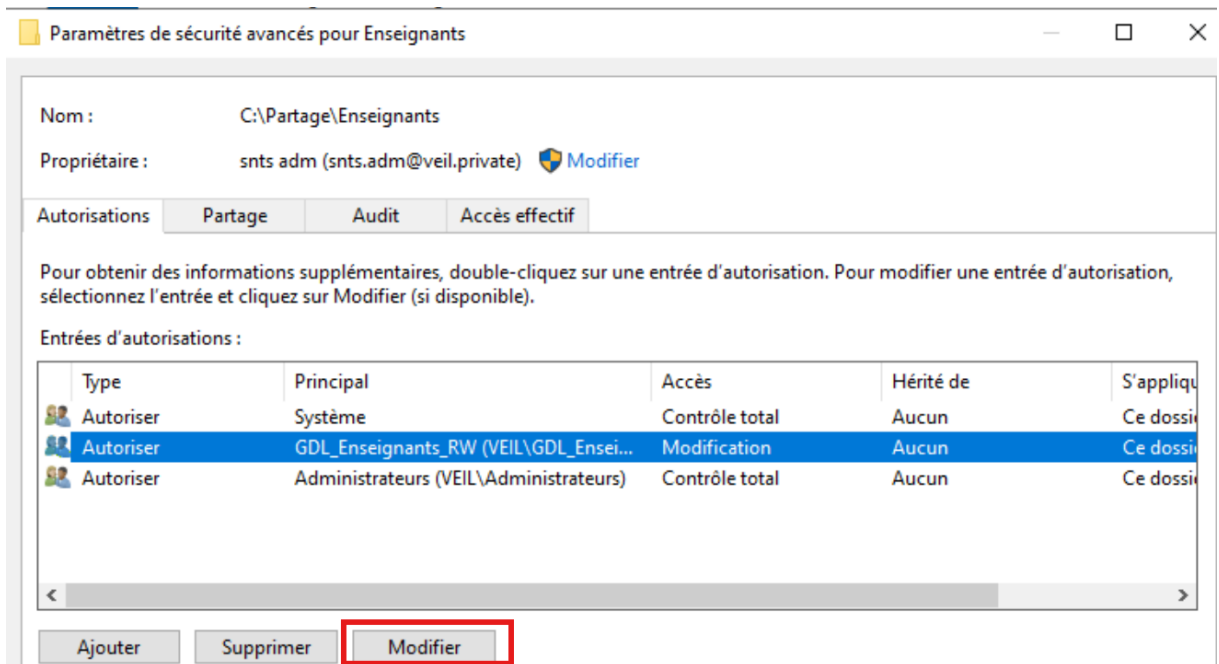 Paramètres de sécurité avancés pour Enseignants
Nom : C:\Partage\Enseignants
Propriétaire : snts adm (snts.adm@veil.private) Modifier
Autorisations Partage Audit Accès effectif
Pour obtenir des informations supplémentaires, double-cliquez sur une entrée d'autorisation. Pour modifier une entrée d'autorisation,
sélectionnez l'entrée et cliquez sur Modifier (si disponible).
Entrées d'autorisations :
Type Principal Accès Hérité de S'appliqu
Autoriser Système Contrôle total Aucun Ce dossi
Autoriser GDL_Enseignants_RW (VEIL\GDL_Ensei... Modification Aucun Ce dossi
Autoriser Administrateurs (VEIL\Administrateurs) Contrôle total Aucun Ce dossi
Ajouter Supprimer Modifier